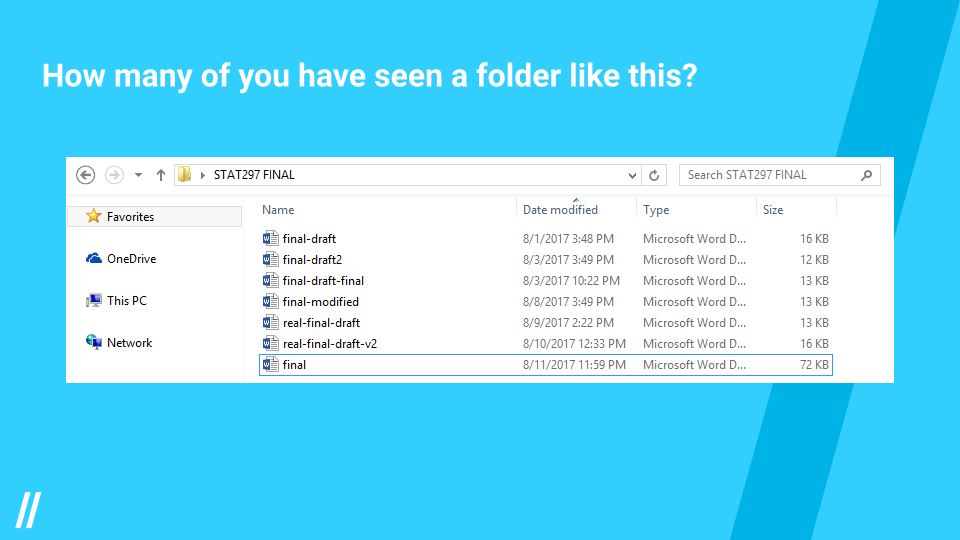 How many of you have seen a folder like this?
STAT297 FINAL Search STAT297 FINAL
Favorites
OneDrive
This PC
Network
Name Date modified Type Size
final-draft 8/1/2017 3:48 PM Microsoft Word D... 16 KB
final-draft2 8/3/2017 3:49 PM Microsoft Word D... 12 KB
final-draft-final 8/3/2017 10:22 PM Microsoft Word D... 13 KB
final-modified 8/8/2017 3:49 PM Microsoft Word D... 13 KB
real-final-draft 8/9/2017 2:22 PM Microsoft Word D... 13 KB
real-final-draft-v2 8/10/2017 12:33 PM Microsoft Word D... 16 KB
final 8/11/2017 11:59 PM Microsoft Word D... 72 KB
//